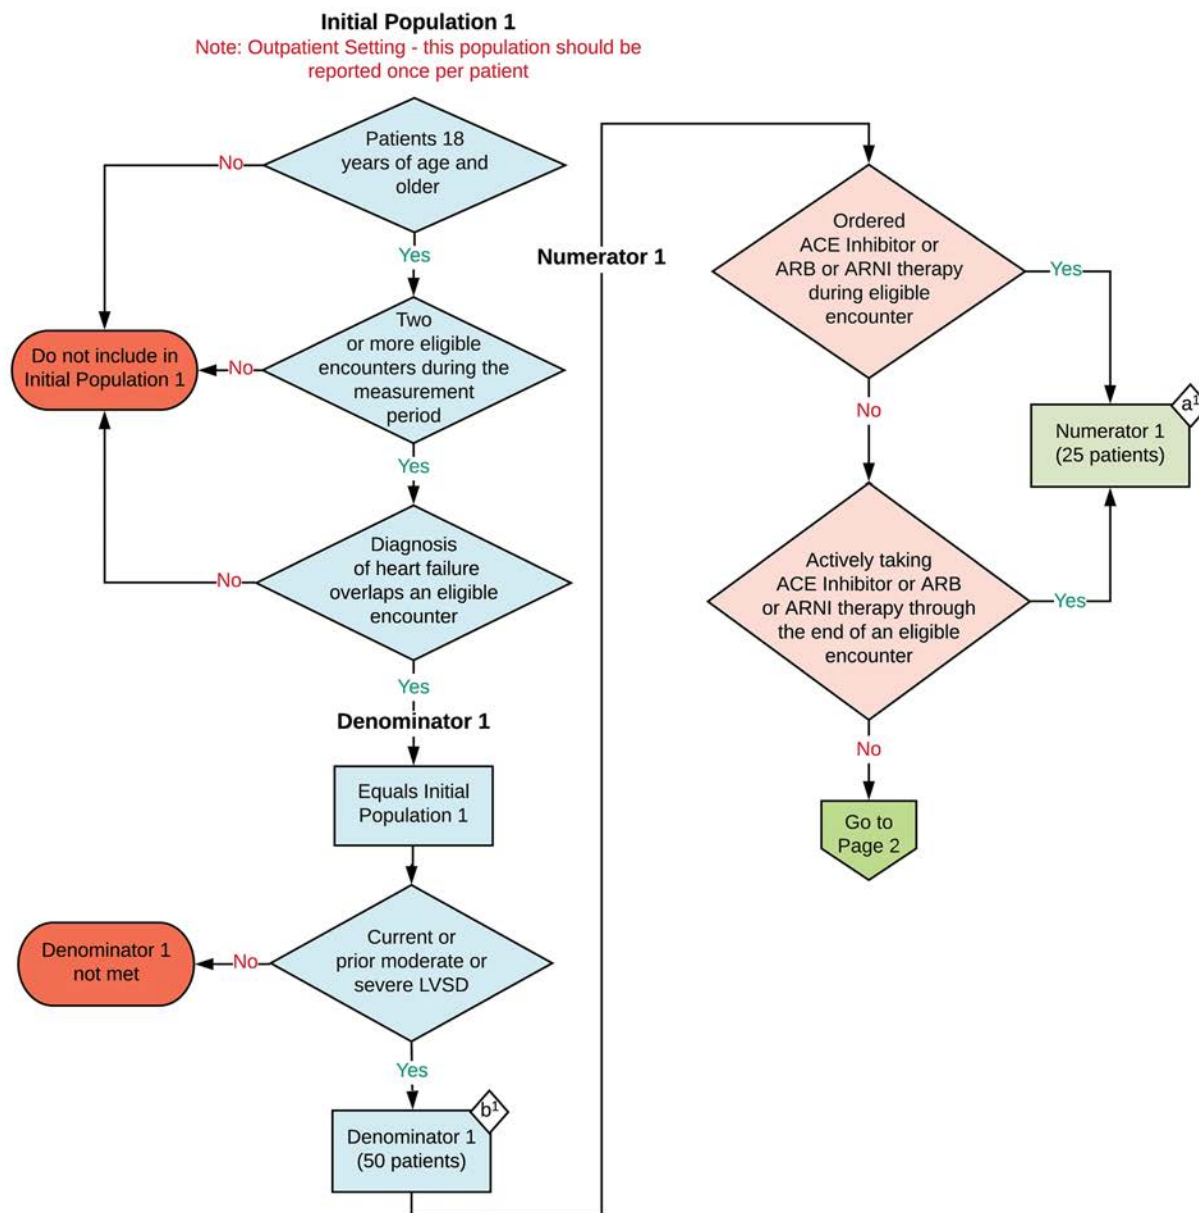 Initial Population 1
Note: Outpatient Setting - this population should be
reported once per patient
Patients 18
years of age and
older
No
Yes
Two
or more eligible
encounters during the
measurement
period
No
Do not include in
Initial Population 1
Yes
Diagnosis
of heart failure
overlaps an eligible
encounter
No
Yes
Denominator 1
Equals Initial
Population 1
Current or
prior moderate or
severe LVSD
No
Denominator 1
not met
Yes
b¹
Denominator 1
(50 patients)
Numerator 1
Ordered
ACE Inhibitor or
ARB or ARNI therapy
during eligible
encounter
Yes
No
a¹
Numerator 1
(25 patients)
Actively taking
ACE Inhibitor or ARB
or ARNI therapy through
the end of an eligible
encounter
Yes
No
Go to
Page 2